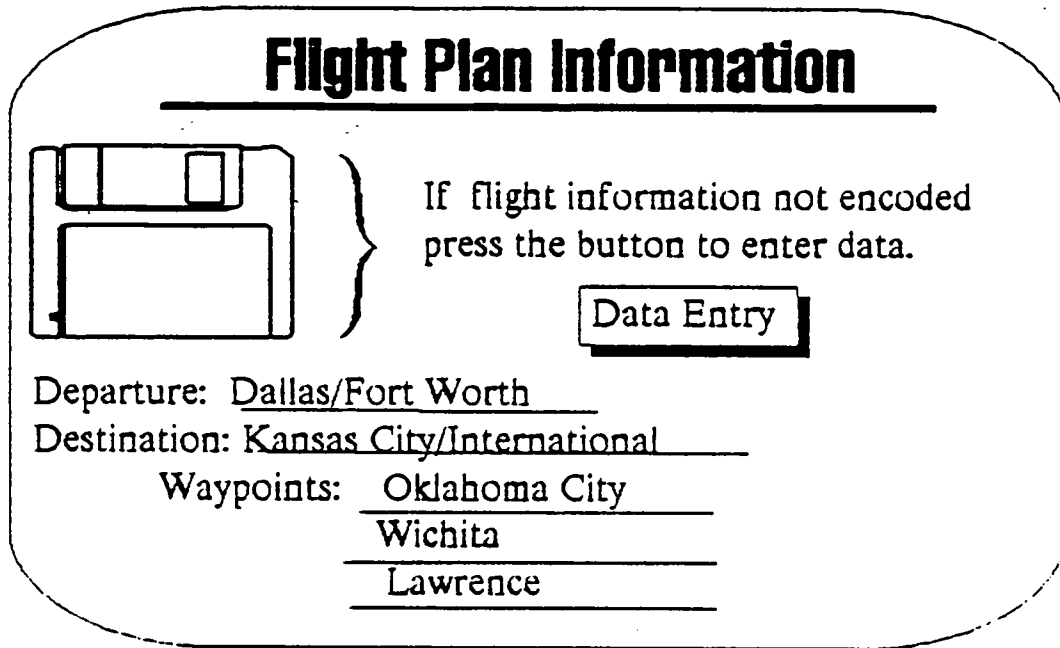 Flight Plan Information
If flight information not encoded
press the button to enter data.
Data Entry
Departure: Dallas/Fort Worth
Destination: Kansas City/International
Waypoints: Oklahoma City
Wichita
Lawrence